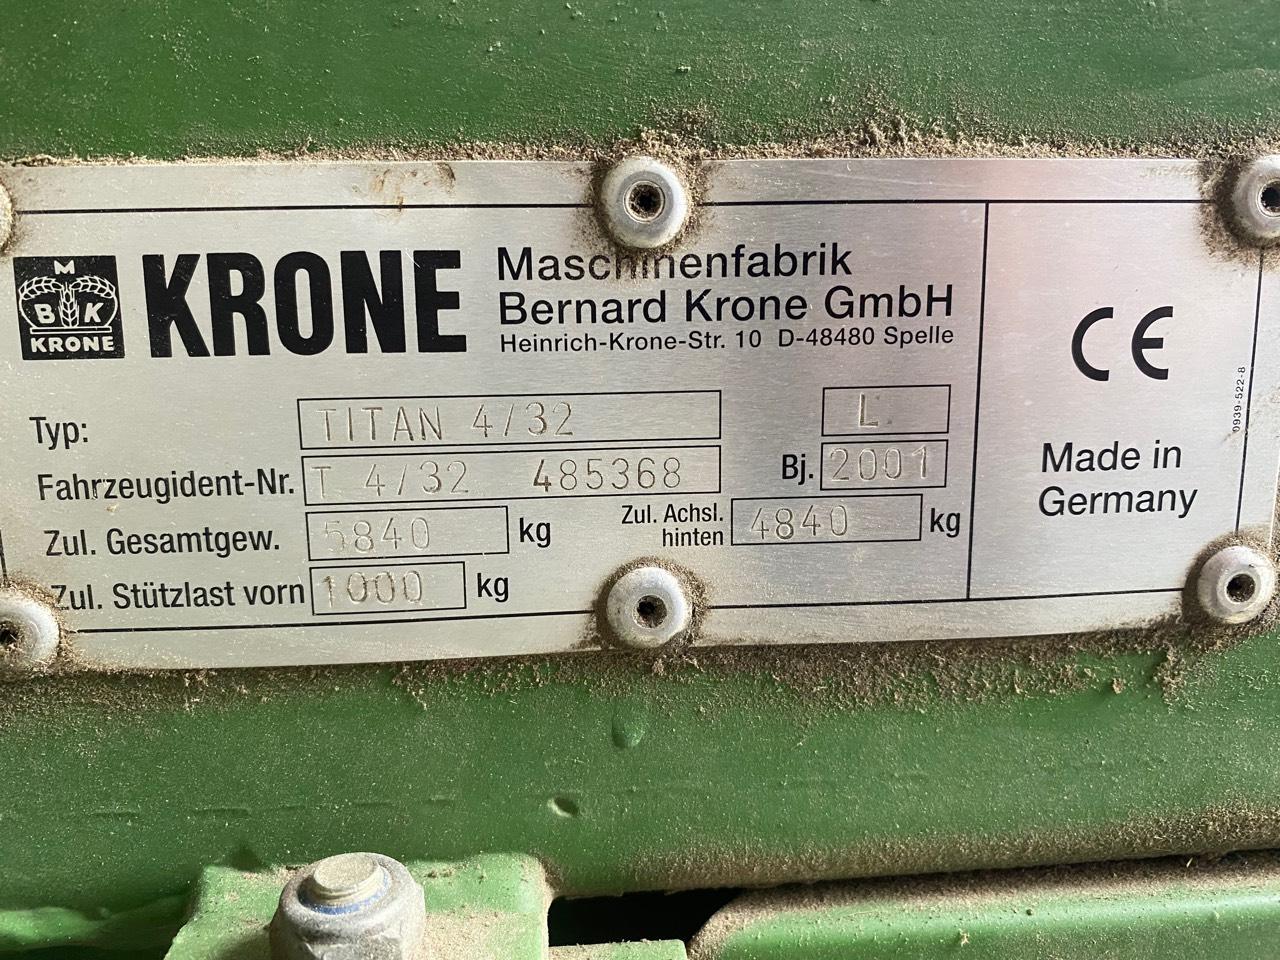 M
B K
KRONE
KRONE
Maschinenfabrik
Bernard Krone GmbH
Heinrich-Krone-Str. 10 D-48480 Spelle
Typ: TITAN 4/32 L
Fahrzeugident-Nr. T 4/32 485368 Bj. 2001
Zul. Gesamtgew. 5840 kg Zul. Achsl. hinten 4840 kg
Zul. Stützlast vorn 1000 kg
CE
Made in
Germany
0939-522-8